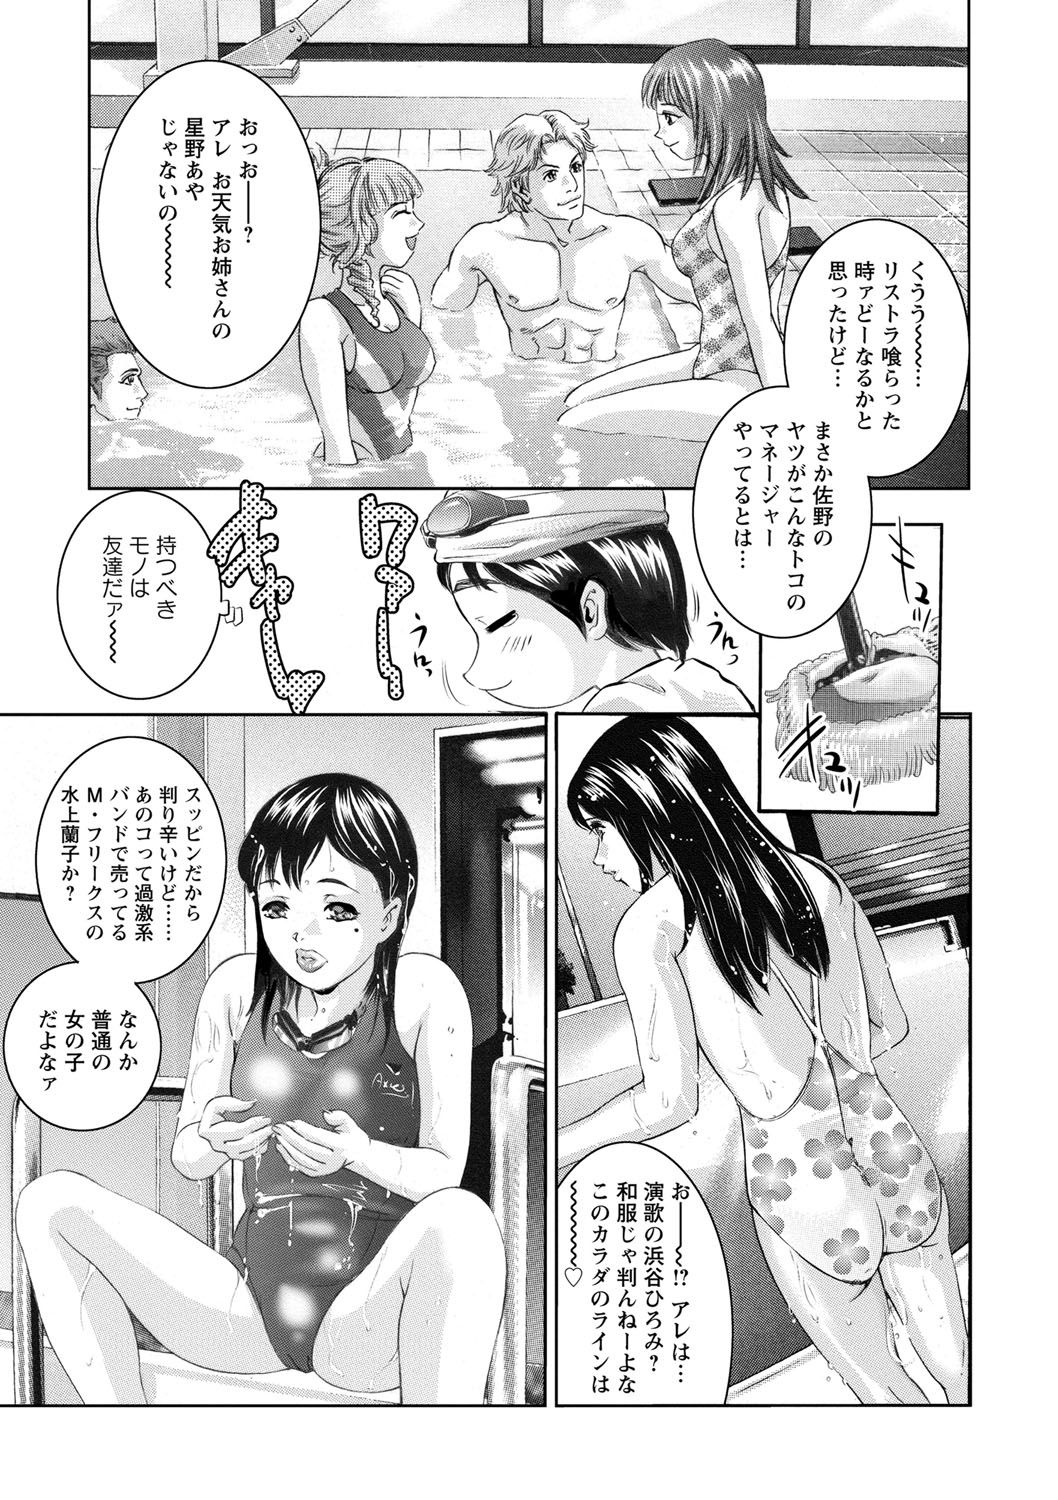 くううう〜〜〜…
リストラ喰らった
時ァどーなるかと
思ったけど…
まさか佐野の
ヤツがこんなトコの
マネージャー
やってるとは…
おっお――?
アレ お天気お姉さんの
星野あや
じゃないの〜〜〜〜
キュ
キュッ
うんっ
うんっ
ワァー
キャし
持つべき
モノは
友達だァ〜〜
お――〜〜!? アレは…
演歌の浜谷ひろみ?
和服じゃ判んねーよな
このカラダのラインは
〜〜〜〜♡
スッピンだから
判り辛いけど……
あのコって過激系
バンドで売ってる
M・フリークスの
水上蘭子か?
なんか
普通の
女の子
だよなァ